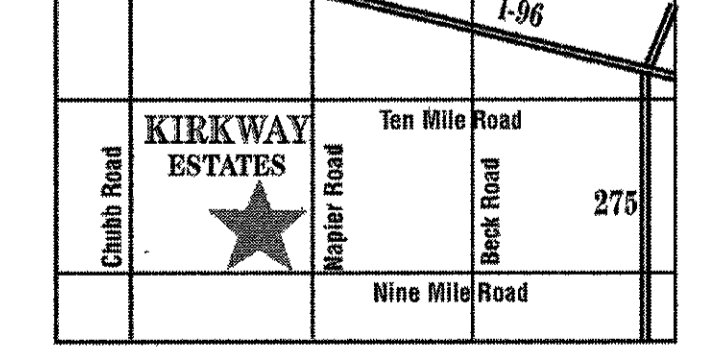 I-96
Ten Mile Road
KIRKWAY
ESTATES
Chubb Road
Napier Road
Beck Road
275
Nine Mile Road